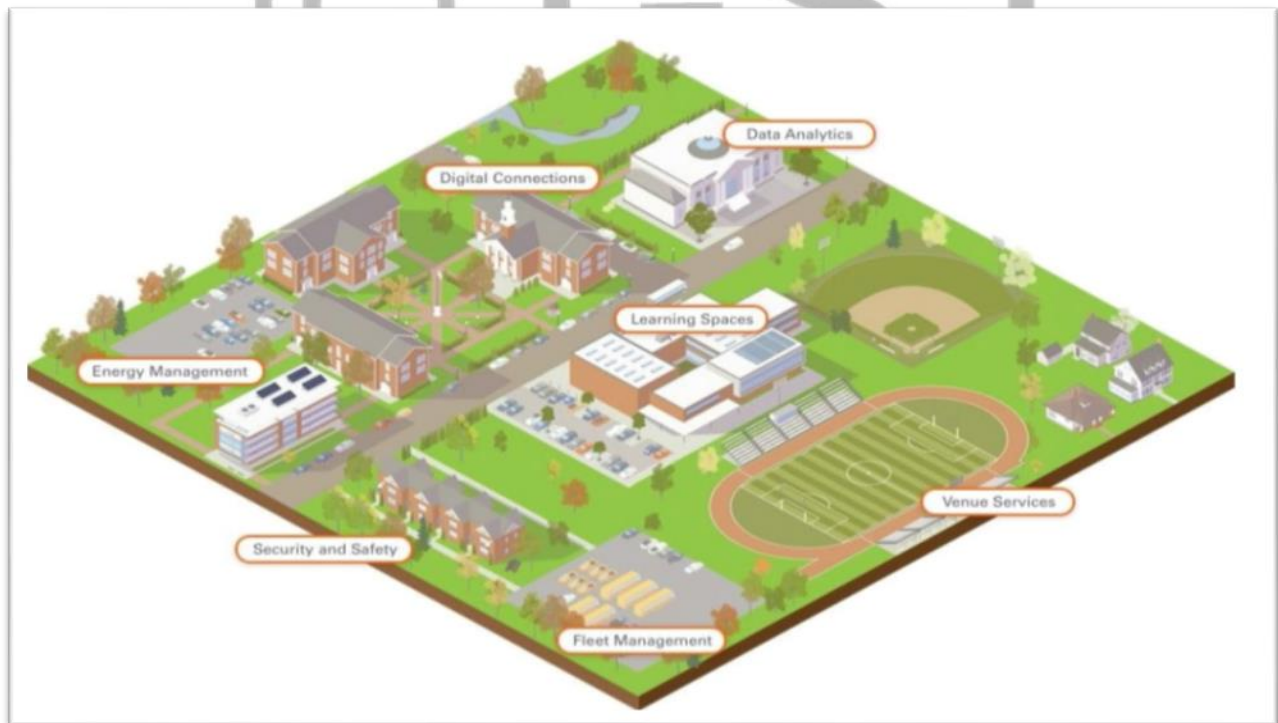 Data Analytics
Digital Connections
Learning Spaces
Energy Management
Venue Services
Security and Safety
Fleet Management